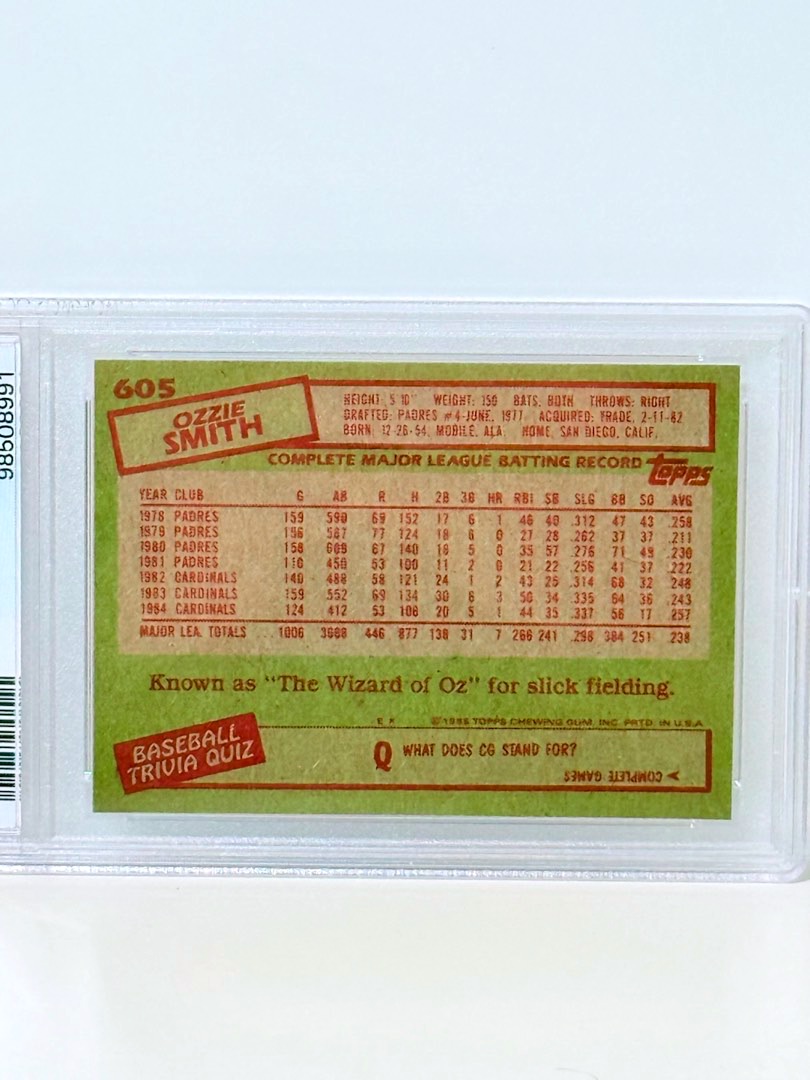 605
OZZIE
SMITH
HEIGHT: 5'10" WEIGHT: 150 BATS: BOTH THROWS: RIGHT
DRAFTED: PADRES #4-JUNE, 1977 ACQUIRED: TRADE, 2-11-82
BORN: 12-26-54, MOBILE, ALA. HOME: SAN DIEGO, CALIF.
COMPLETE MAJOR LEAGUE BATTING RECORD topps
YEAR CLUB G AB R H 2B 3B HR RBI SB SLG BB SO AVG
1978 PADRES 159 590 69 152 17 6 1 46 40 .312 47 43 .258
1979 PADRES 156 587 77 124 18 6 0 27 28 .262 37 37 .211
1980 PADRES 158 609 67 140 18 5 0 35 57 .276 71 49 .230
1981 PADRES 110 450 53 100 11 2 0 21 22 .256 41 37 .222
1982 CARDINALS 140 488 58 121 24 1 2 43 25 .314 68 32 .248
1983 CARDINALS 159 552 69 134 30 6 3 50 34 .335 64 36 .243
1984 CARDINALS 124 412 53 106 20 5 1 44 35 .337 56 17 .257
MAJOR LEA. TOTALS 1006 3688 446 877 138 31 7 266 241 .298 384 251 .238
Known as "The Wizard of Oz" for slick fielding.
©1985 TOPPS CHEWING GUM, INC. PRTD. IN U.S.A.
BASEBALL
TRIVIA QUIZ
Q WHAT DOES CG STAND FOR?
COMPLETE GAMES
98508991